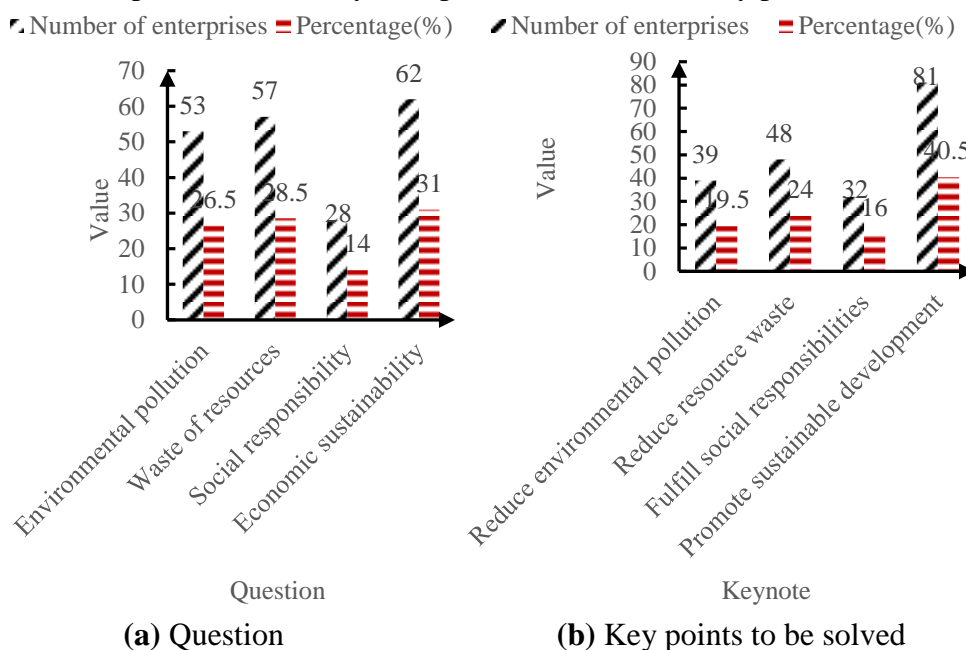 Number of enterprises Percentage(%)
70
60
50
40
30
20
10
0
Value
53
26.5
57
28.5
28
14
62
31
Environmental pollution
Waste of resources
Social responsibility
Economic sustainability
Question
(a) Question
Number of enterprises Percentage(%)
90
80
70
60
50
40
30
20
10
0
Value
39
19.5
48
24
32
16
81
40.5
Reduce environmental pollution
Reduce resource waste
Fulfill social responsibilities
Promote sustainable development
Keynote
(b) Key points to be solved